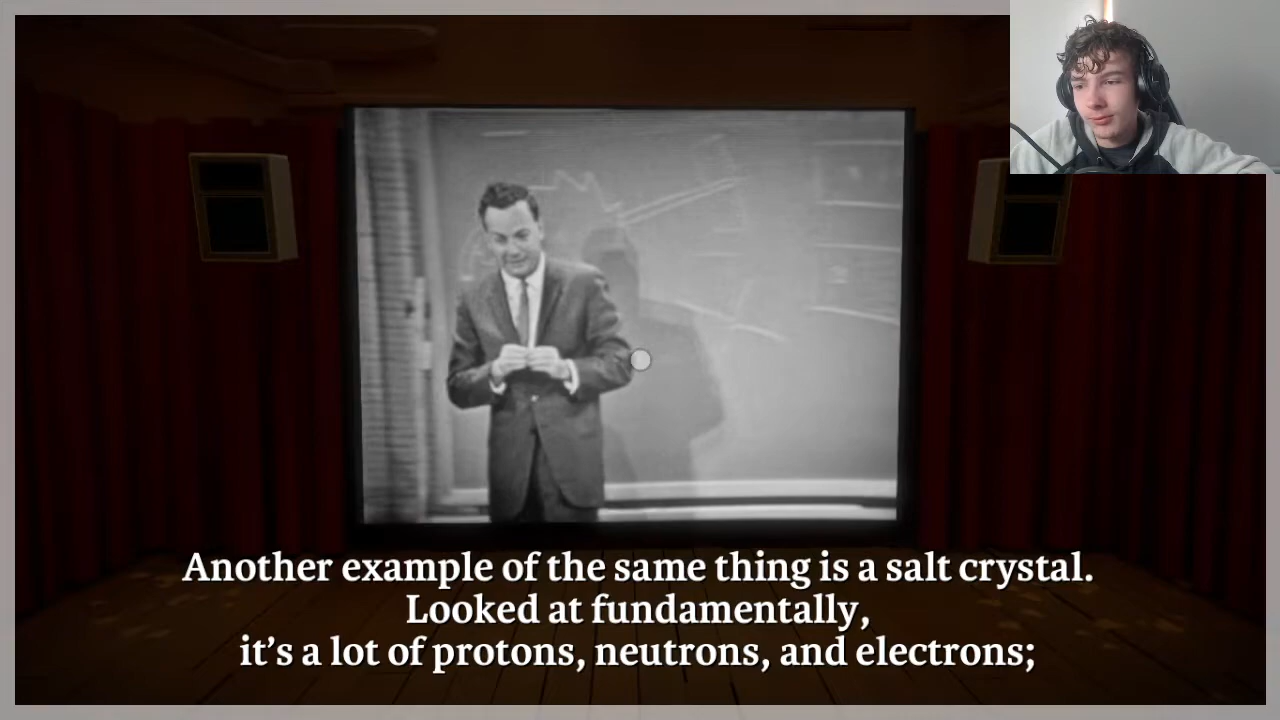 Another example of the same thing is a salt crystal.
Looked at fundamentally,
it’s a lot of protons, neutrons, and electrons;